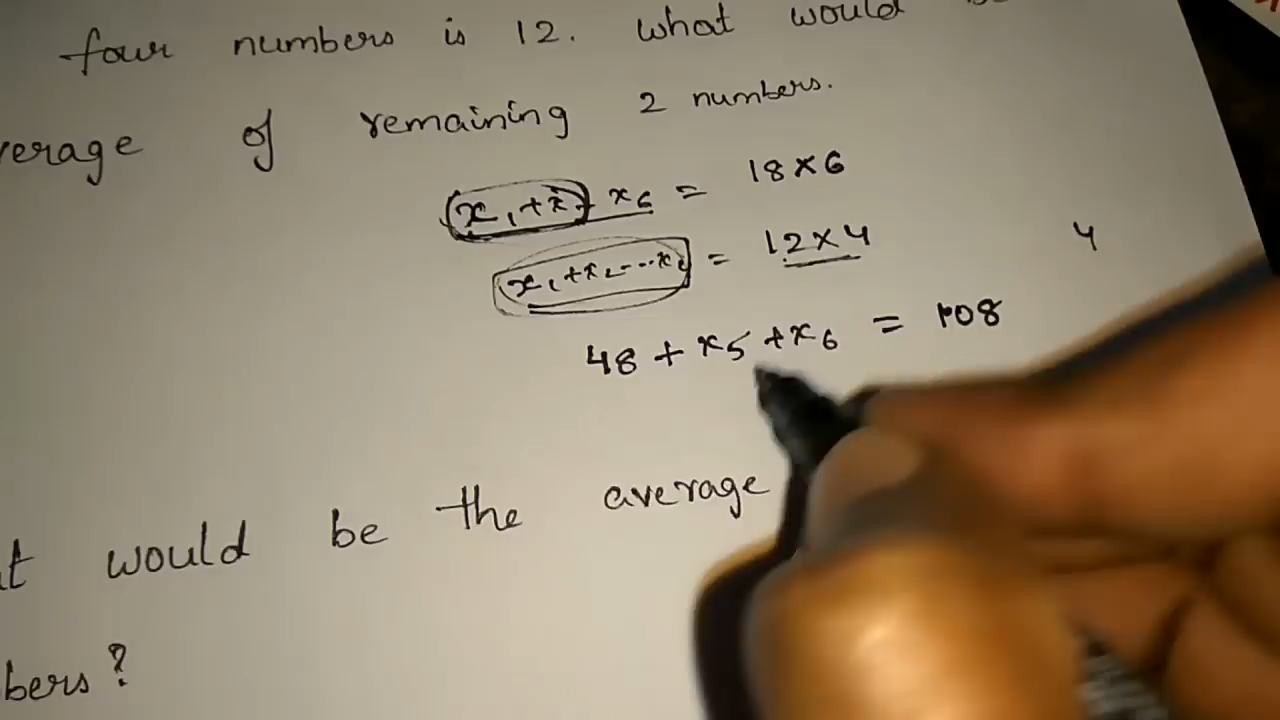 four numbers is 12. what would
verage of remaining 2 numbers.
(x₁+x) x₆ = 18×6
x₁+x₂---x₄ = 12×4
4
48 + x₅ + x₆ = 108
t would be the average
bers?